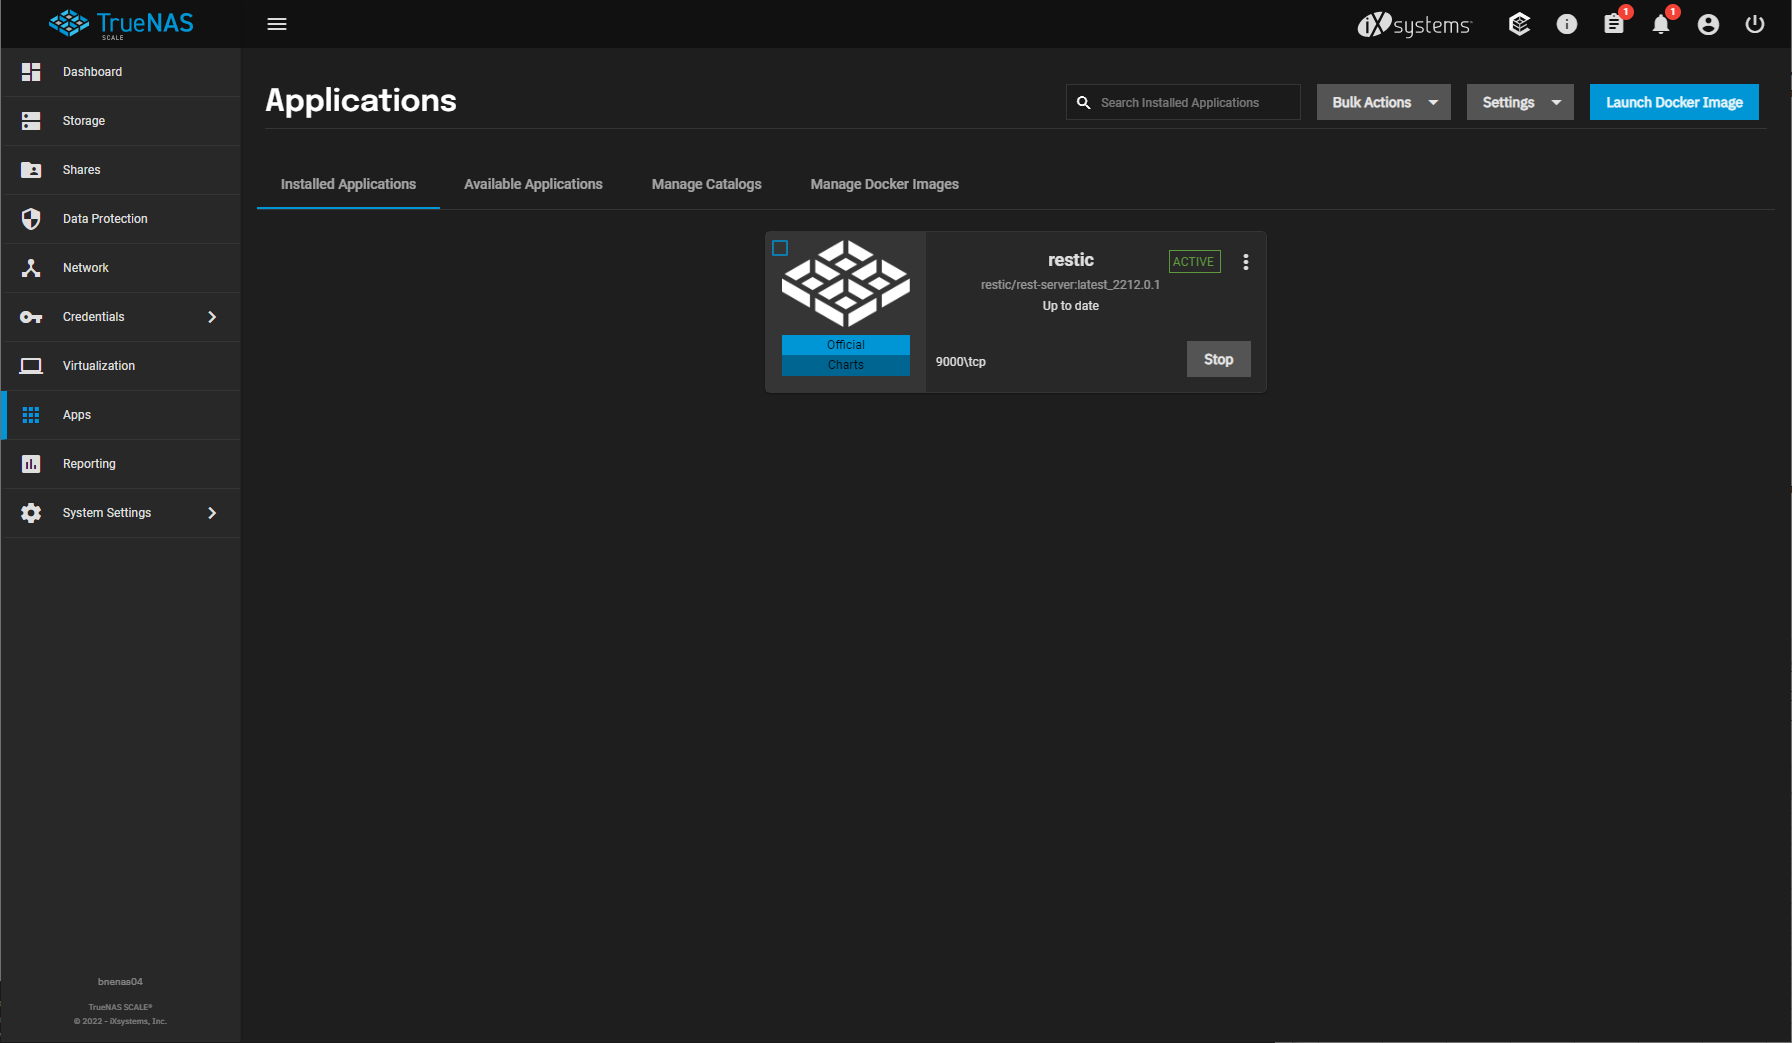 TrueNAS
SCALE
iXsystems
1
1
Dashboard
Storage
Shares
Data Protection
Network
Credentials
Virtualization
Apps
Reporting
System Settings
bnenas04
TrueNAS SCALE®
© 2022 - iXsystems, Inc.
Applications
Search Installed Applications
Bulk Actions
Settings
Launch Docker Image
Installed Applications
Available Applications
Manage Catalogs
Manage Docker Images
Official
Charts
restic
ACTIVE
restic/rest-server:latest_2212.0.1
Up to date
9000\tcp
Stop